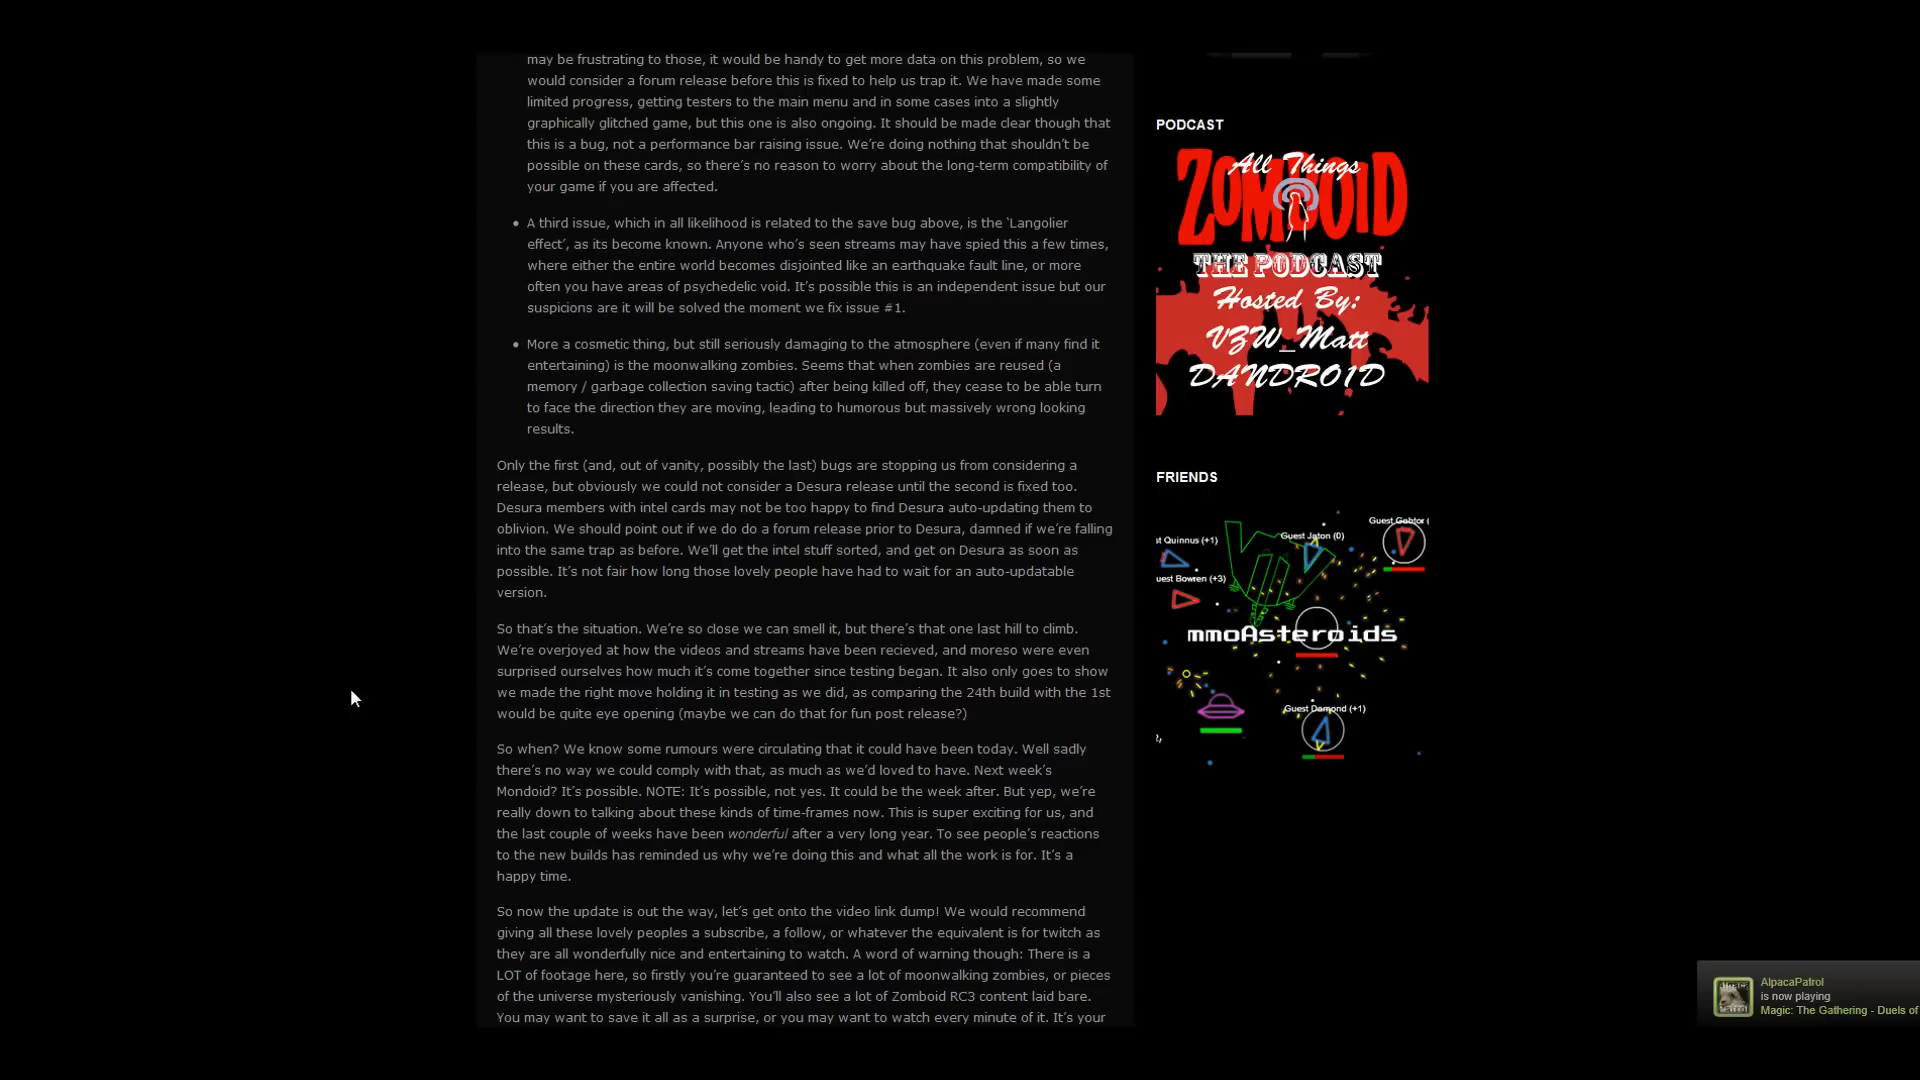 may be frustrating to those, it would be handy to get more data on this problem, so we
would consider a forum release before this is fixed to help us trap it. We have made some
limited progress, getting testers to the main menu and in some cases into a slightly
graphically glitched game, but this one is also ongoing. It should be made clear though that
this is a bug, not a performance bar raising issue. We’re doing nothing that shouldn’t be
possible on these cards, so there’s no reason to worry about the long-term compatibility of
your game if you are affected.
• A third issue, which in all likelihood is related to the save bug above, is the ‘Langolier
effect’, as its become known. Anyone who’s seen streams may have spied this a few times,
where either the entire world becomes disjointed like an earthquake fault line, or more
often you have areas of psychedelic void. It’s possible this is an independent issue but our
suspicions are it will be solved the moment we fix issue #1.
• More a cosmetic thing, but still seriously damaging to the atmosphere (even if many find it
entertaining) is the moonwalking zombies. Seems that when zombies are reused (a
memory / garbage collection saving tactic) after being killed off, they cease to be able turn
to face the direction they are moving, leading to humorous but massively wrong looking
results.
Only the first (and, out of vanity, possibly the last) bugs are stopping us from considering a
release, but obviously we could not consider a Desura release until the second is fixed too.
Desura members with intel cards may not be too happy to find Desura auto-updating them to
oblivion. We should point out if we do do a forum release prior to Desura, damned if we’re falling
into the same trap as before. We’ll get the intel stuff sorted, and get on Desura as soon as
possible. It’s not fair how long those lovely people have had to wait for an auto-updatable
version.
So that’s the situation. We’re so close we can smell it, but there’s that one last hill to climb.
We’re overjoyed at how the videos and streams have been recieved, and moreso were even
surprised ourselves how much it’s come together since testing began. It also only goes to show
we made the right move holding it in testing as we did, as comparing the 24th build with the 1st
would be quite eye opening (maybe we can do that for fun post release?)
So when? We know some rumours were circulating that it could have been today. Well sadly
there’s no way we could comply with that, as much as we’d loved to have. Next week’s
Mondoid? It’s possible. NOTE: It’s possible, not yes. It could be the week after. But yep, we’re
really down to talking about these kinds of time-frames now. This is super exciting for us, and
the last couple of weeks have been wonderful after a very long year. To see people’s reactions
to the new builds has reminded us why we’re doing this and what all the work is for. It’s a
happy time.
So now the update is out the way, let’s get onto the video link dump! We would recommend
giving all these lovely peoples a subscribe, a follow, or whatever the equivalent is for twitch as
they are all wonderfully nice and entertaining to watch. A word of warning though: There is a
LOT of footage here, so firstly you’re guaranteed to see a lot of moonwalking zombies, or pieces
of the universe mysteriously vanishing. You’ll also see a lot of Zomboid RC3 content laid bare.
You may want to save it all as a surprise, or you may want to watch every minute of it. It’s your
PODCAST
All Things
ZOMBOID
THE PODCAST
Hosted By:
VZW_Matt
DANDRO1D
FRIENDS
Guest Gobtor (
st Quinnus (+1)
Guest Jaton (0)
uest Bowren (+3)
mmoAsteroids
Guest Damond (+1)
AlpacaPatrol
is now playing
Magic: The Gathering - Duels of